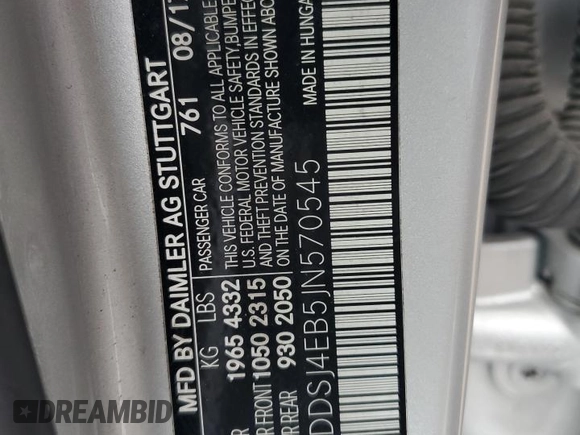 MFD BY DAIMLER AG STUTTGART
761 08/1
KG LBS PASSENGER CAR
1965 4332
FRONT 1050 2315
REAR 930 2050
THIS VEHICLE CONFORMS TO ALL APPLICABLE
U.S. FEDERAL MOTOR VEHICLE SAFETY, BUMPE
AND THEFT PREVENTION STANDARDS IN EFFE
ON THE DATE OF MANUFACTURE SHOWN ABO
DDSJ4EB5JN570545 MADE IN HUNGA
DREAMBID